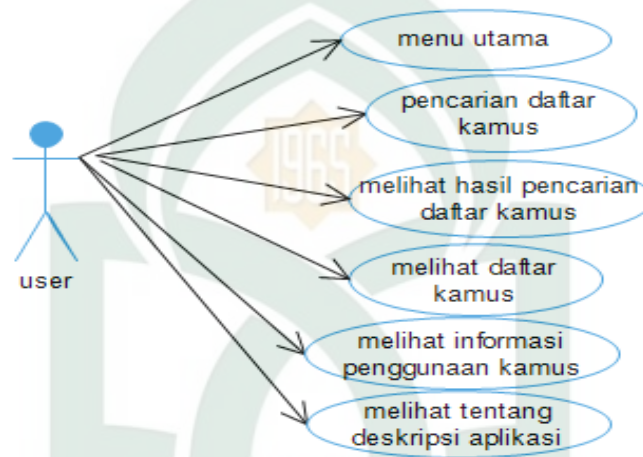 menu utama
pencarian daftar
kamus
1965
melihat hasil pencarian
daftar kamus
user
melihat daftar
kamus
melihat informasi
penggunaan kamus
melihat tentang
deskripsi aplikasi